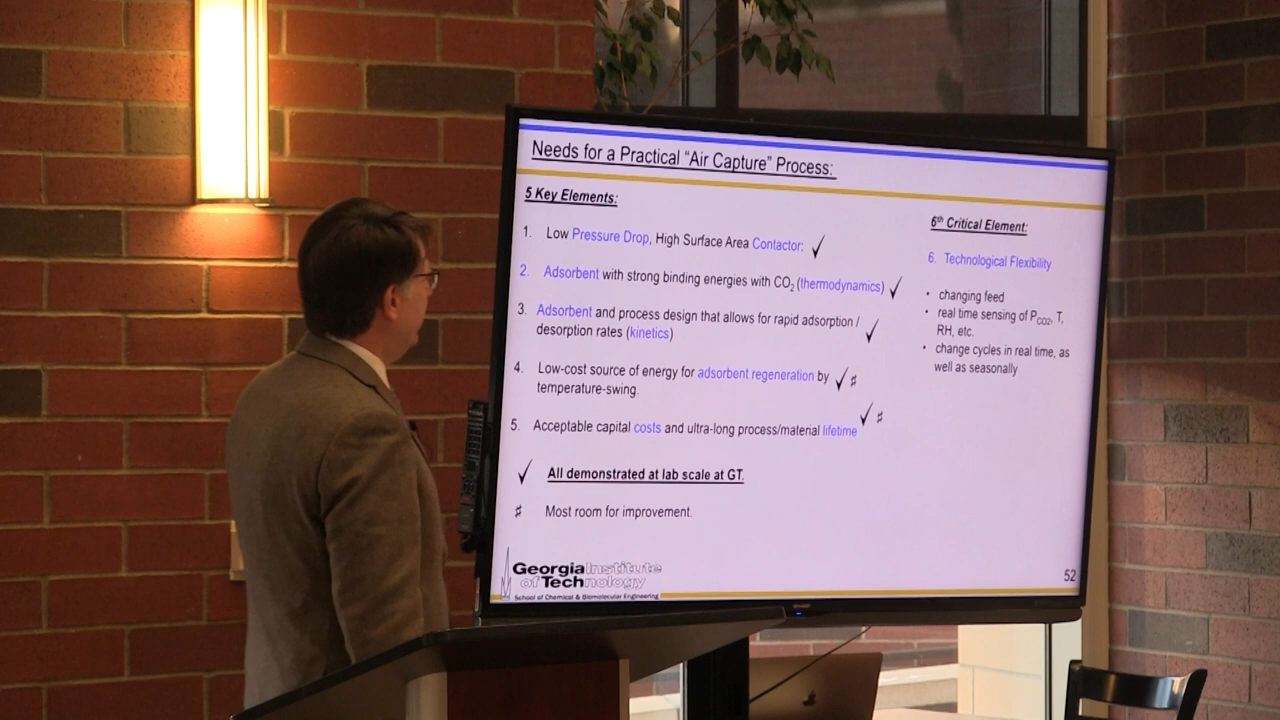 Needs for a Practical “Air Capture” Process:
5 Key Elements:
1. Low Pressure Drop, High Surface Area Contactor: ✓
2. Adsorbent with strong binding energies with CO₂ (thermodynamics) ✓
3. Adsorbent and process design that allows for rapid adsorption /
desorption rates (kinetics) ✓
4. Low-cost source of energy for adsorbent regeneration by ✓ ♯
temperature-swing.
5. Acceptable capital costs and ultra-long process/material lifetime ✓ ♯
✓ All demonstrated at lab scale at GT.
♯ Most room for improvement.
6th Critical Element:
6. Technological Flexibility
• changing feed
• real time sensing of P_CO2, T,
RH, etc.
• change cycles in real time, as
well as seasonally
Georgia Institute
of Technology
School of Chemical & Biomolecular Engineering
52
SHARP